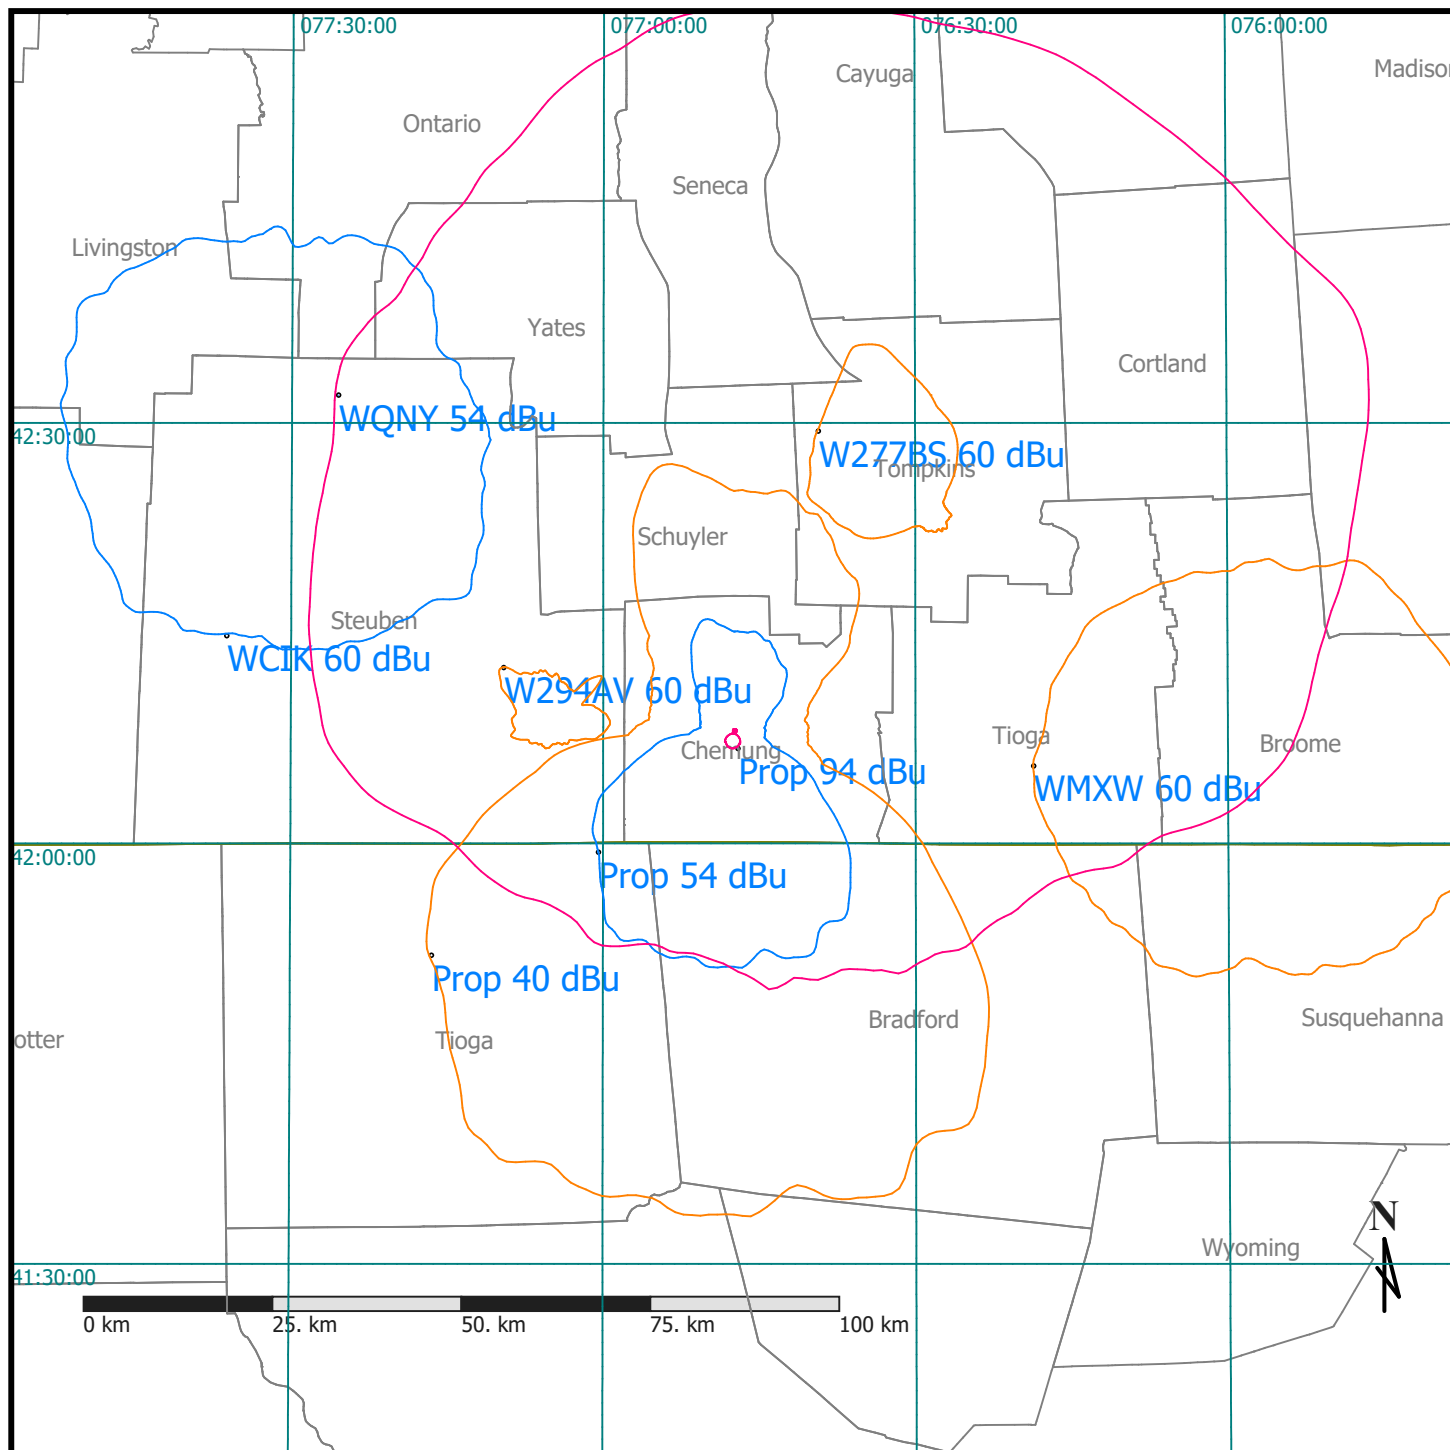 077:30:00
077:00:00
076:30:00
076:00:00
Cayuga
Madison
Ontario
Seneca
Livingston
Yates
Cortland
WQNY 54 dBu
42:30:00
W277BS 60 dBu
Tompkins
Schuyler
Steuben
WCIK 60 dBu
W294AV 60 dBu
Tioga
Broome
Chemung
Prop 94 dBu
WMXW 60 dBu
42:00:00
Prop 54 dBu
Prop 40 dBu
Bradford
Susquehanna
otter
Tioga
N
Wyoming
41:30:00
0 km
25. km
50. km
75. km
100 km